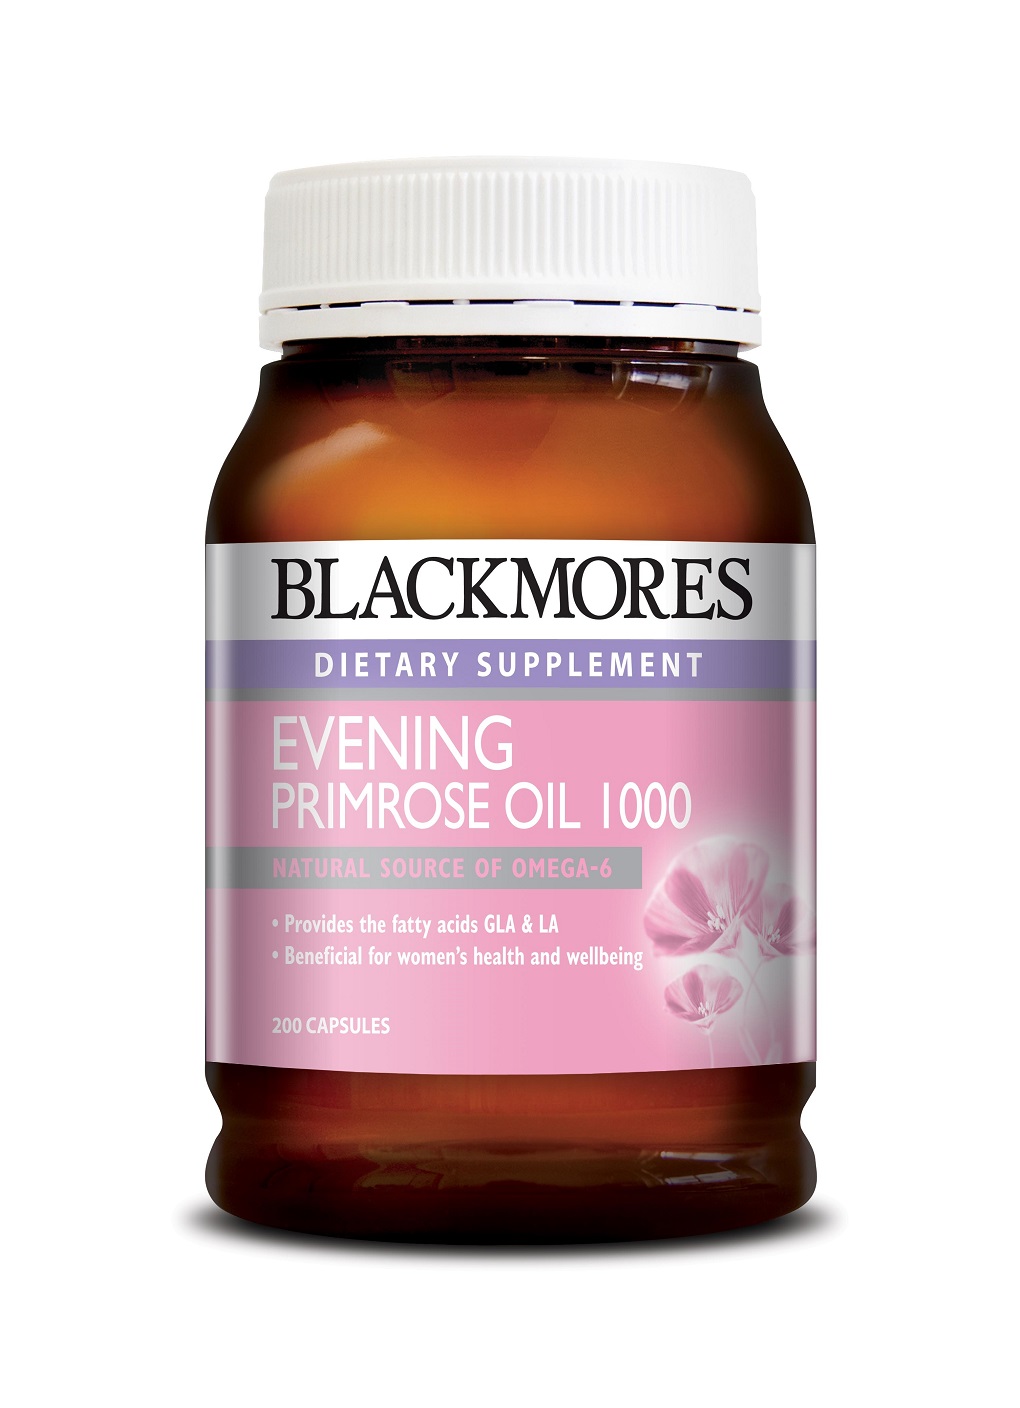 BLACKMORES
DIETARY SUPPLEMENT
EVENING
PRIMROSE OIL 1000
NATURAL SOURCE OF OMEGA-6
• Provides the fatty acids GLA & LA
• Beneficial for women's health and wellbeing
200 CAPSULES